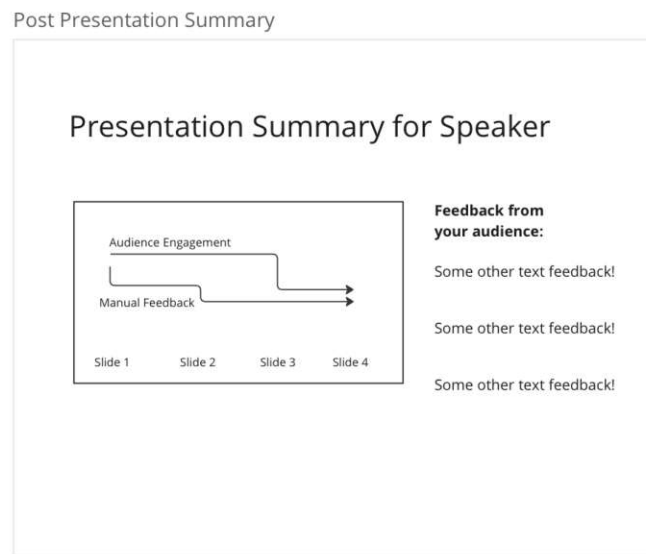 Post Presentation Summary
Presentation Summary for Speaker
Audience Engagement
Manual Feedback
Slide 1
Slide 2
Slide 3
Slide 4
Feedback from
your audience:
Some other text feedback!
Some other text feedback!
Some other text feedback!